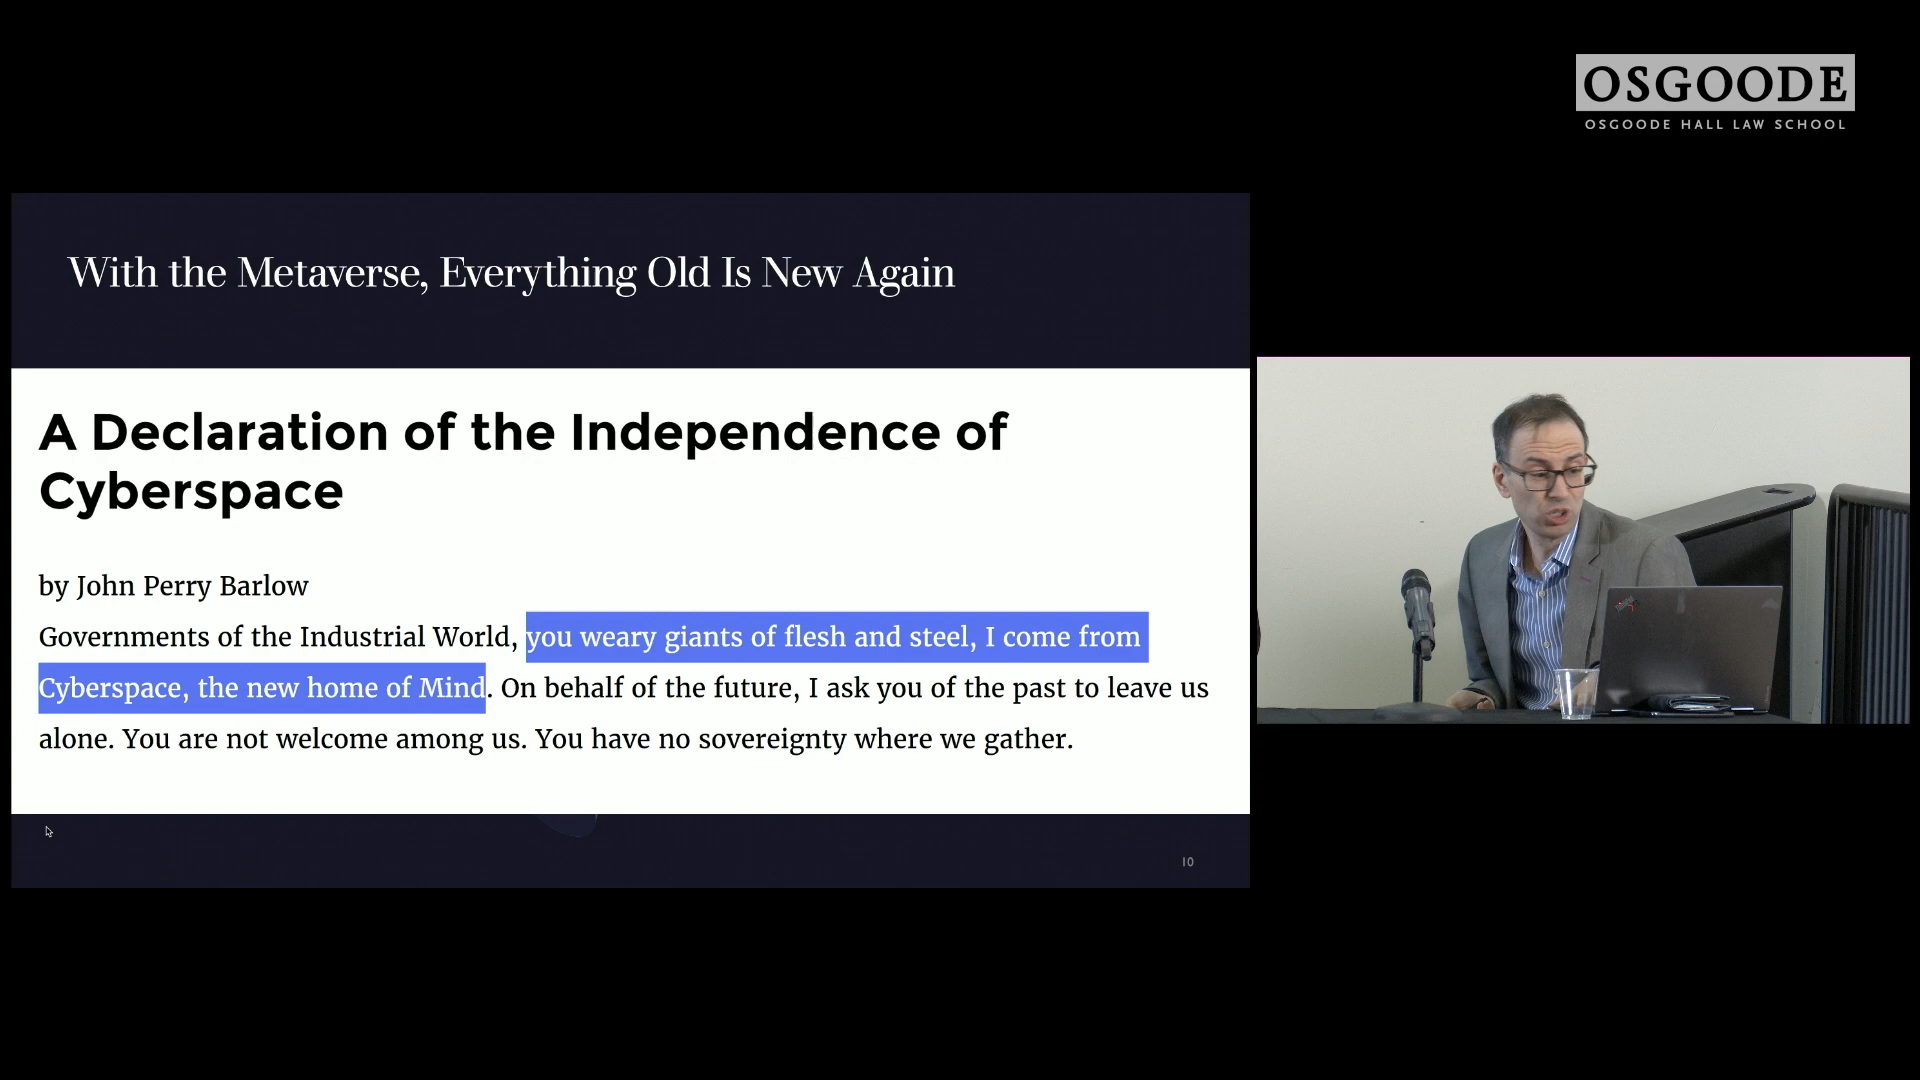 OSGOODE
OSGOODE HALL LAW SCHOOL
With the Metaverse, Everything Old Is New Again
A Declaration of the Independence of
Cyberspace
by John Perry Barlow
Governments of the Industrial World, you weary giants of flesh and steel, I come from
Cyberspace, the new home of Mind. On behalf of the future, I ask you of the past to leave us
alone. You are not welcome among us. You have no sovereignty where we gather.
10